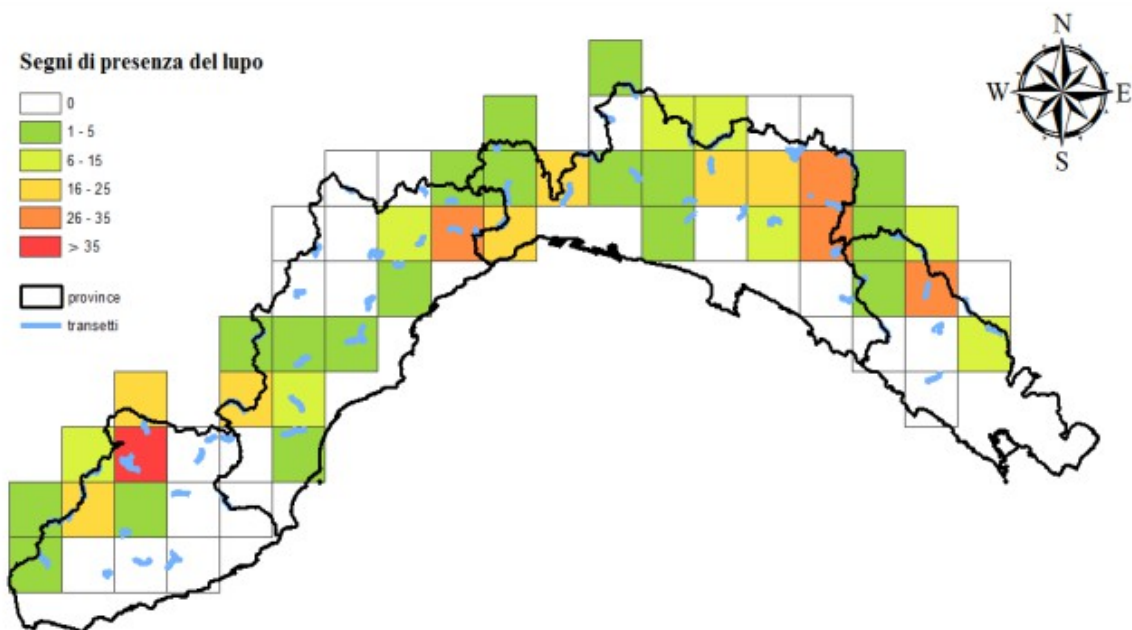 Segni di presenza del lupo
0
1 - 5
6 - 15
16 - 25
26 - 35
> 35
province
transetti
N
W
E
S